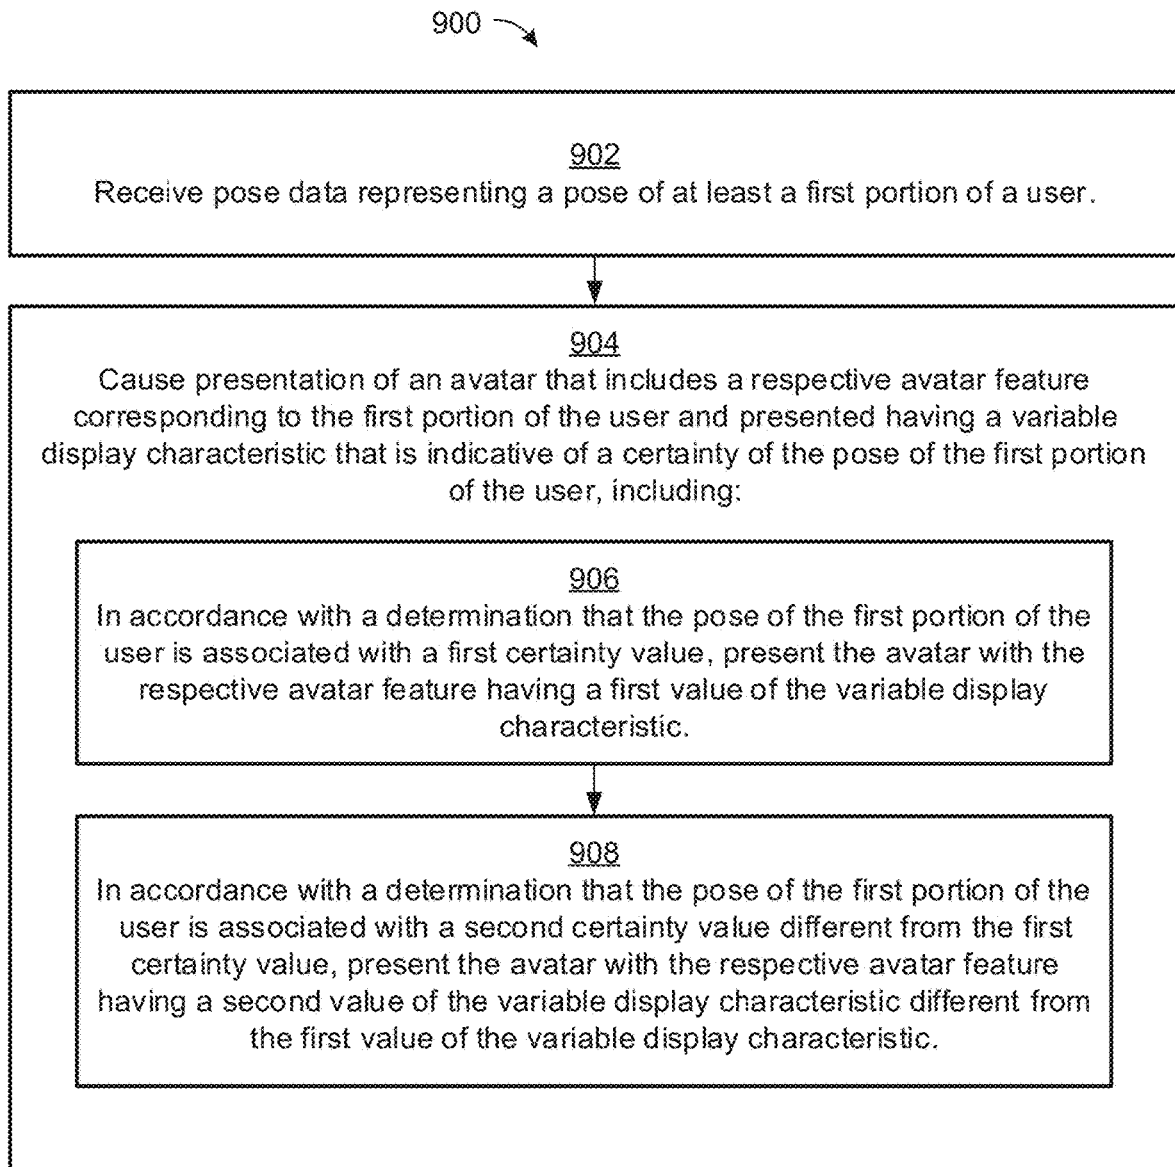 900
902
Receive pose data representing a pose of at least a first portion of a user.
904
Cause presentation of an avatar that includes a respective avatar feature
corresponding to the first portion of the user and presented having a variable
display characteristic that is indicative of a certainty of the pose of the first portion
of the user, including:
906
In accordance with a determination that the pose of the first portion of the
user is associated with a first certainty value, present the avatar with the
respective avatar feature having a first value of the variable display
characteristic.
908
In accordance with a determination that the pose of the first portion of the
user is associated with a second certainty value different from the first
certainty value, present the avatar with the respective avatar feature
having a second value of the variable display characteristic different from
the first value of the variable display characteristic.